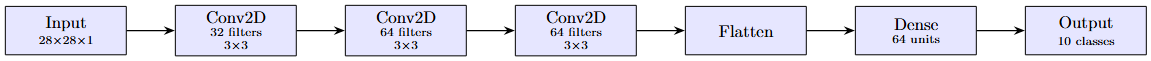 Input
28×28×1
Conv2D
32 filters
3×3
Conv2D
64 filters
3×3
Conv2D
64 filters
3×3
Flatten
Dense
64 units
Output
10 classes